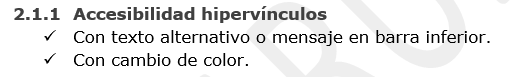 2.1.1 Accesibilidad hipervínculos
✓ Con texto alternativo o mensaje en barra inferior.
✓ Con cambio de color.